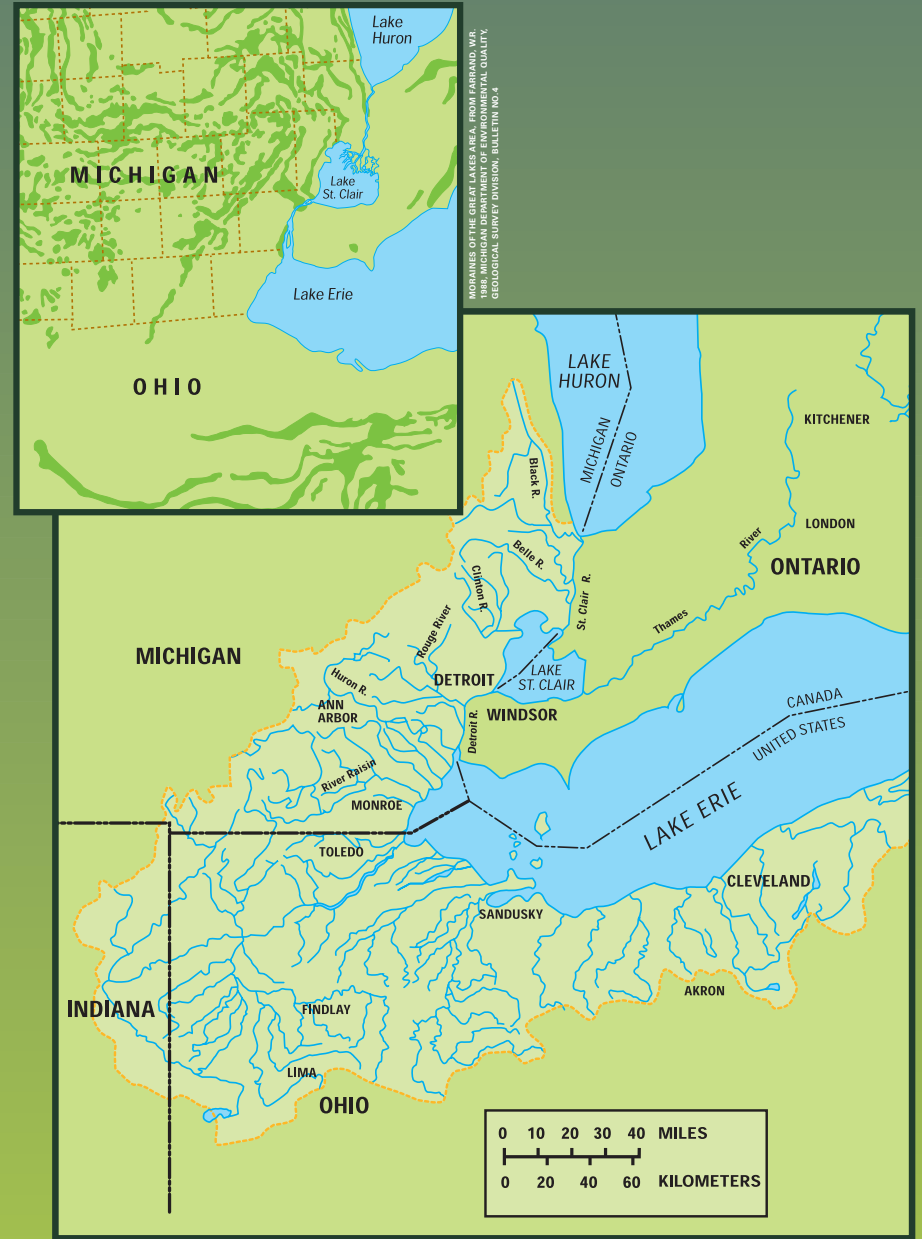 Lake
Huron
MICHIGAN
Lake
St. Clair
Lake Erie
OHIO
MORAINES OF THE GREAT LAKES AREA, FROM FARRAND, W.R.
1988, MICHIGAN DEPARTMENT OF ENVIRONMENTAL QUALITY,
GEOLOGICAL SURVEY DIVISION, BULLETIN NO.4
LAKE
HURON
MICHIGAN
ONTARIO
KITCHENER
Black R.
LONDON
River
Belle R.
ONTARIO
Clinton R.
St. Clair R.
Thames
Rouge River
MICHIGAN
DETROIT
LAKE
ST. CLAIR
Huron R.
ANN
ARBOR
WINDSOR
Detroit R.
CANADA
UNITED STATES
River Raisin
MONROE
LAKE ERIE
TOLEDO
CLEVELAND
SANDUSKY
AKRON
INDIANA
FINDLAY
LIMA
OHIO
0 10 20 30 40 MILES
0 20 40 60 KILOMETERS